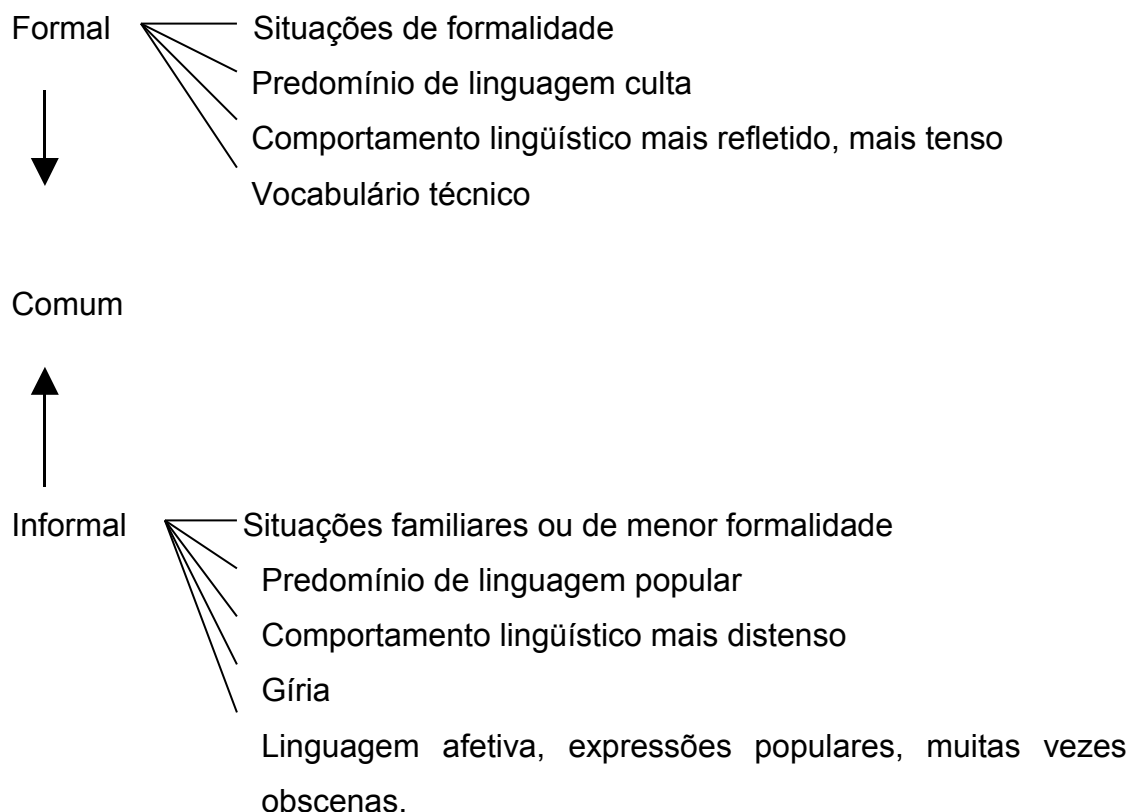 Formal Situações de formalidade
Predomínio de linguagem culta
Comportamento lingüístico mais refletido, mais tenso
Vocabulário técnico
Comum
Informal Situações familiares ou de menor formalidade
Predomínio de linguagem popular
Comportamento lingüístico mais distenso
Gíria
Linguagem afetiva, expressões populares, muitas vezes
obscenas.